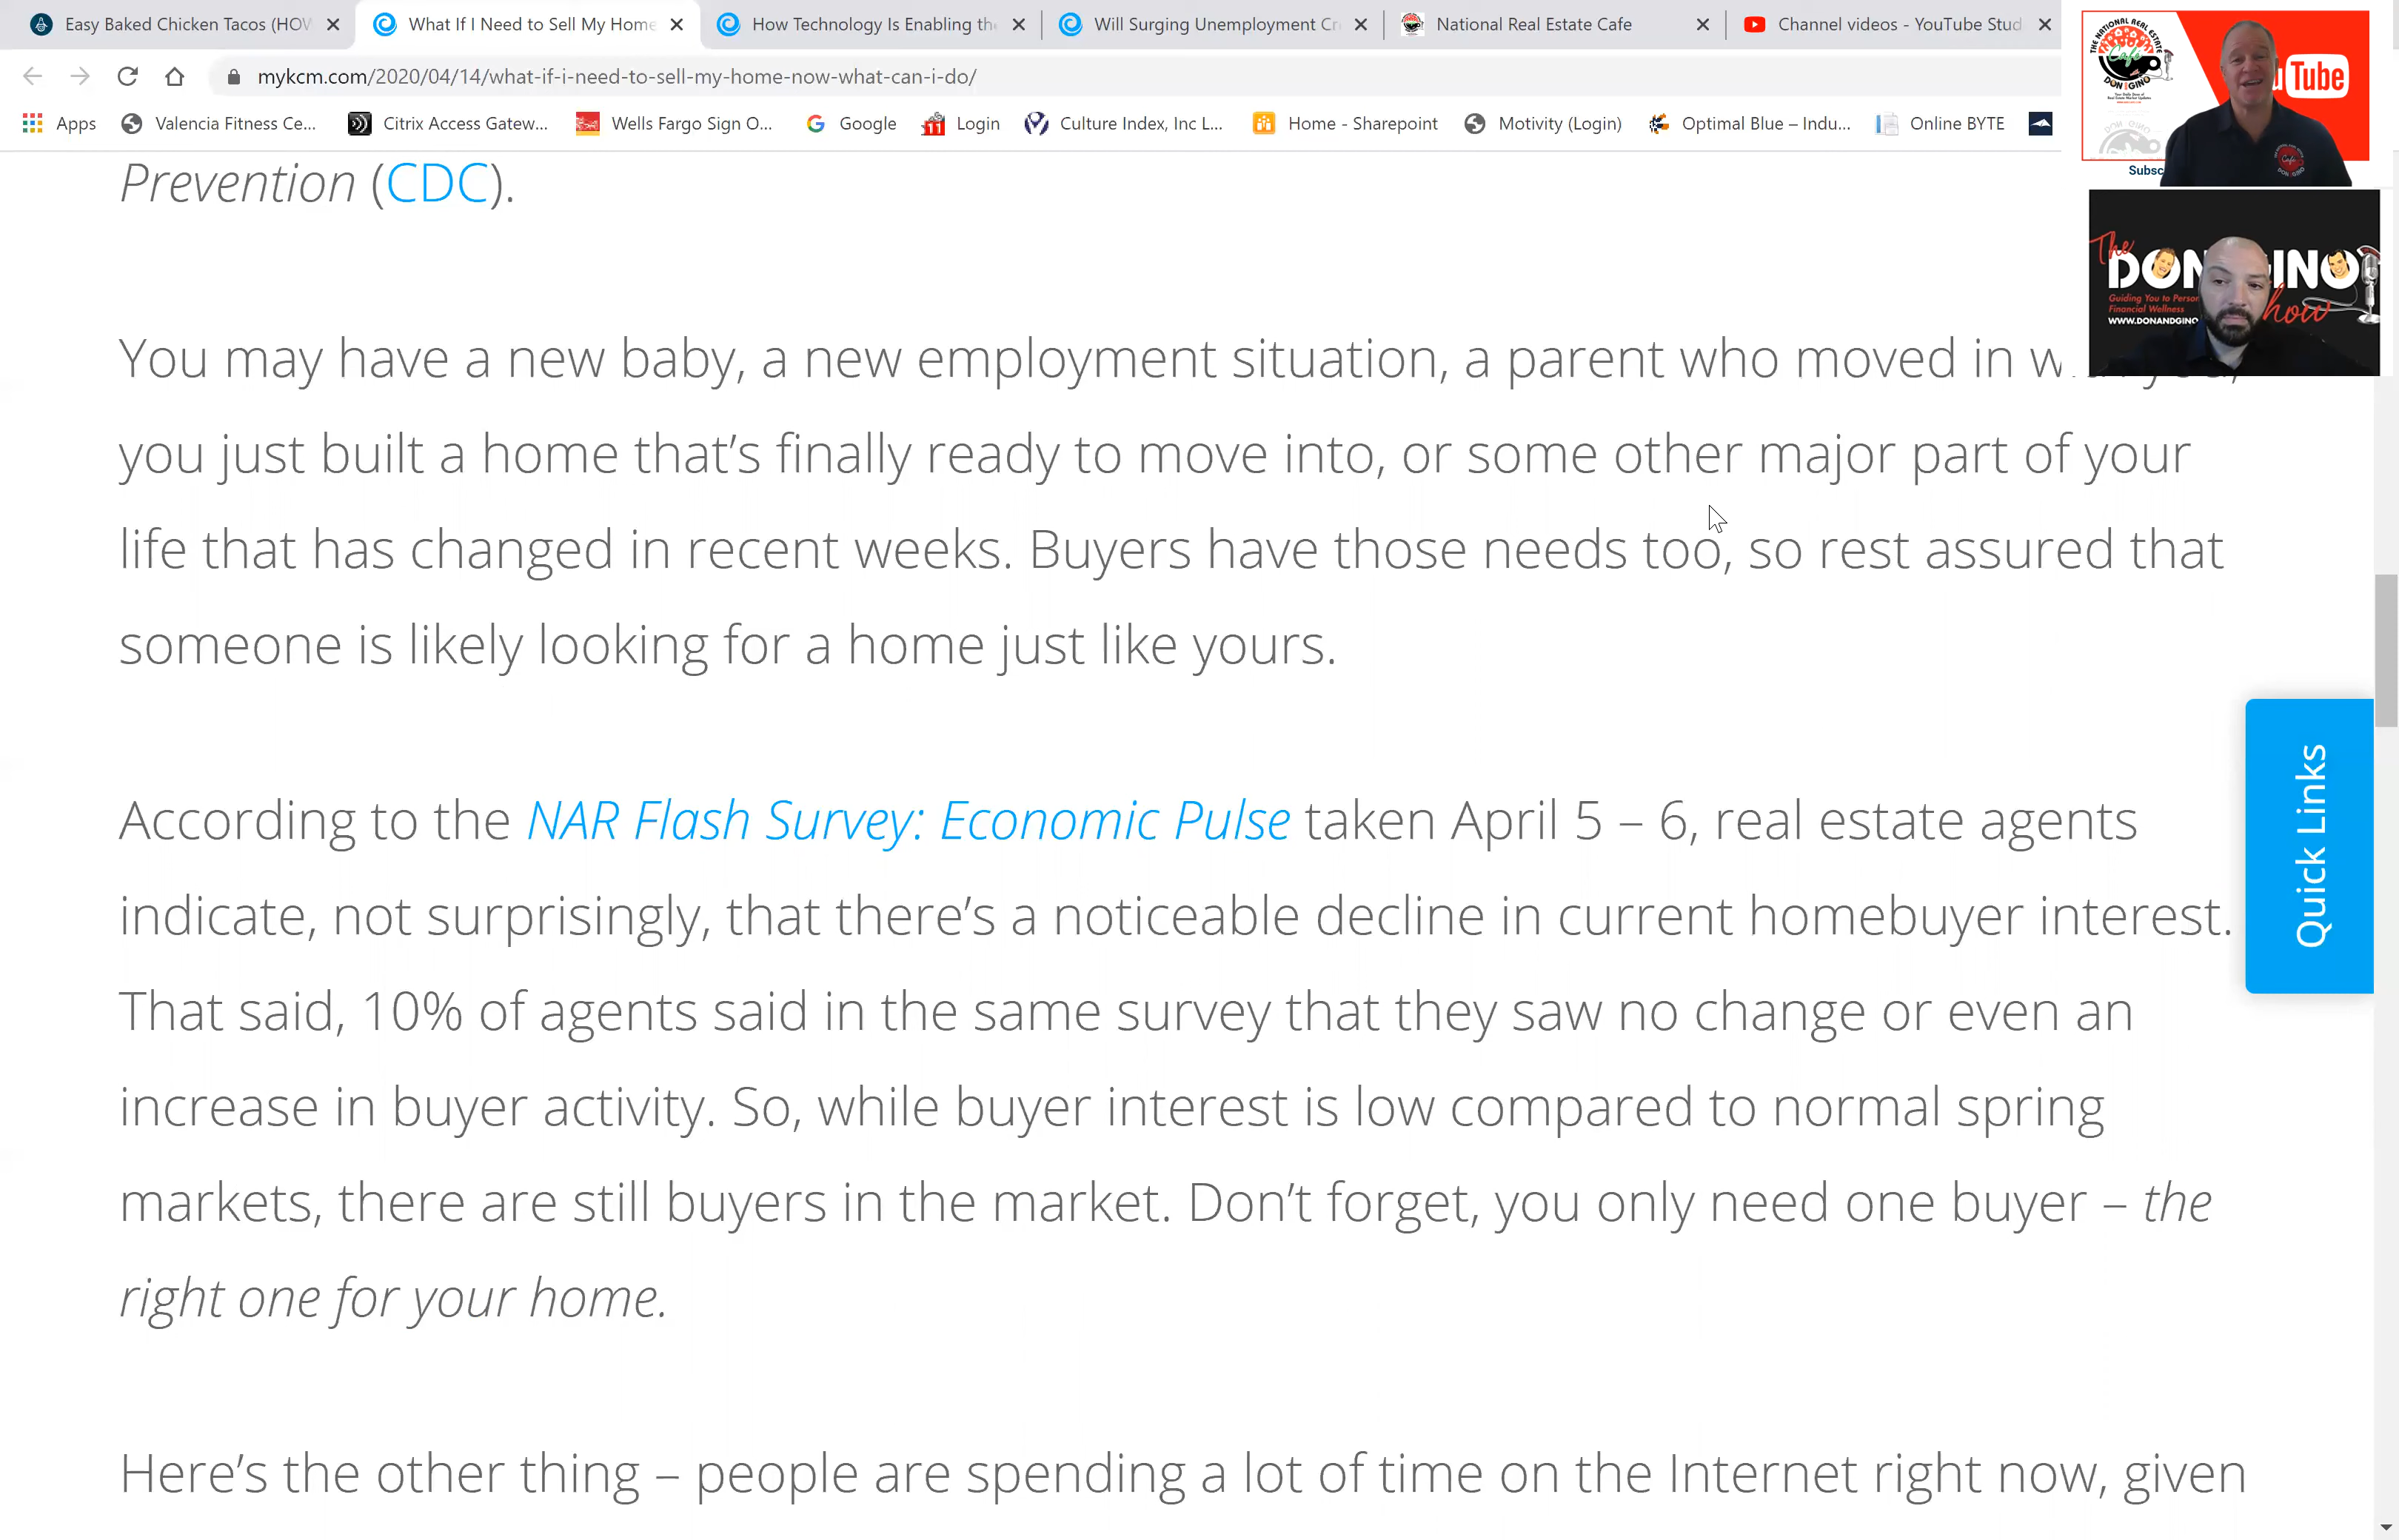 Easy Baked Chicken Tacos (HOW
What If I Need to Sell My Home
How Technology Is Enabling the
Will Surging Unemployment Cr
National Real Estate Cafe
Channel videos - YouTube Stud
mykcm.com/2020/04/14/what-if-i-need-to-sell-my-home-now-what-can-i-do/
Apps
Valencia Fitness Ce...
Citrix Access Gatew...
Wells Fargo Sign O...
Google
Login
Culture Index, Inc L...
Home - Sharepoint
Motivity (Login)
Optimal Blue – Indu...
Online BYTE
THE NATIONAL REAL ESTATE
Cafe
DON GINO
Tube
Subsc
The
DON GINO
Guiding You to Person
Financial Wellness
how
WWW.DONANDGINO
Prevention (CDC).
You may have a new baby, a new employment situation, a parent who moved in
you just built a home that’s finally ready to move into, or some other major part of your
life that has changed in recent weeks. Buyers have those needs too, so rest assured that
someone is likely looking for a home just like yours.
According to the NAR Flash Survey: Economic Pulse taken April 5 – 6, real estate agents
indicate, not surprisingly, that there’s a noticeable decline in current homebuyer interest.
That said, 10% of agents said in the same survey that they saw no change or even an
increase in buyer activity. So, while buyer interest is low compared to normal spring
markets, there are still buyers in the market. Don’t forget, you only need one buyer – the
right one for your home.
Here’s the other thing – people are spending a lot of time on the Internet right now, given
Quick Links